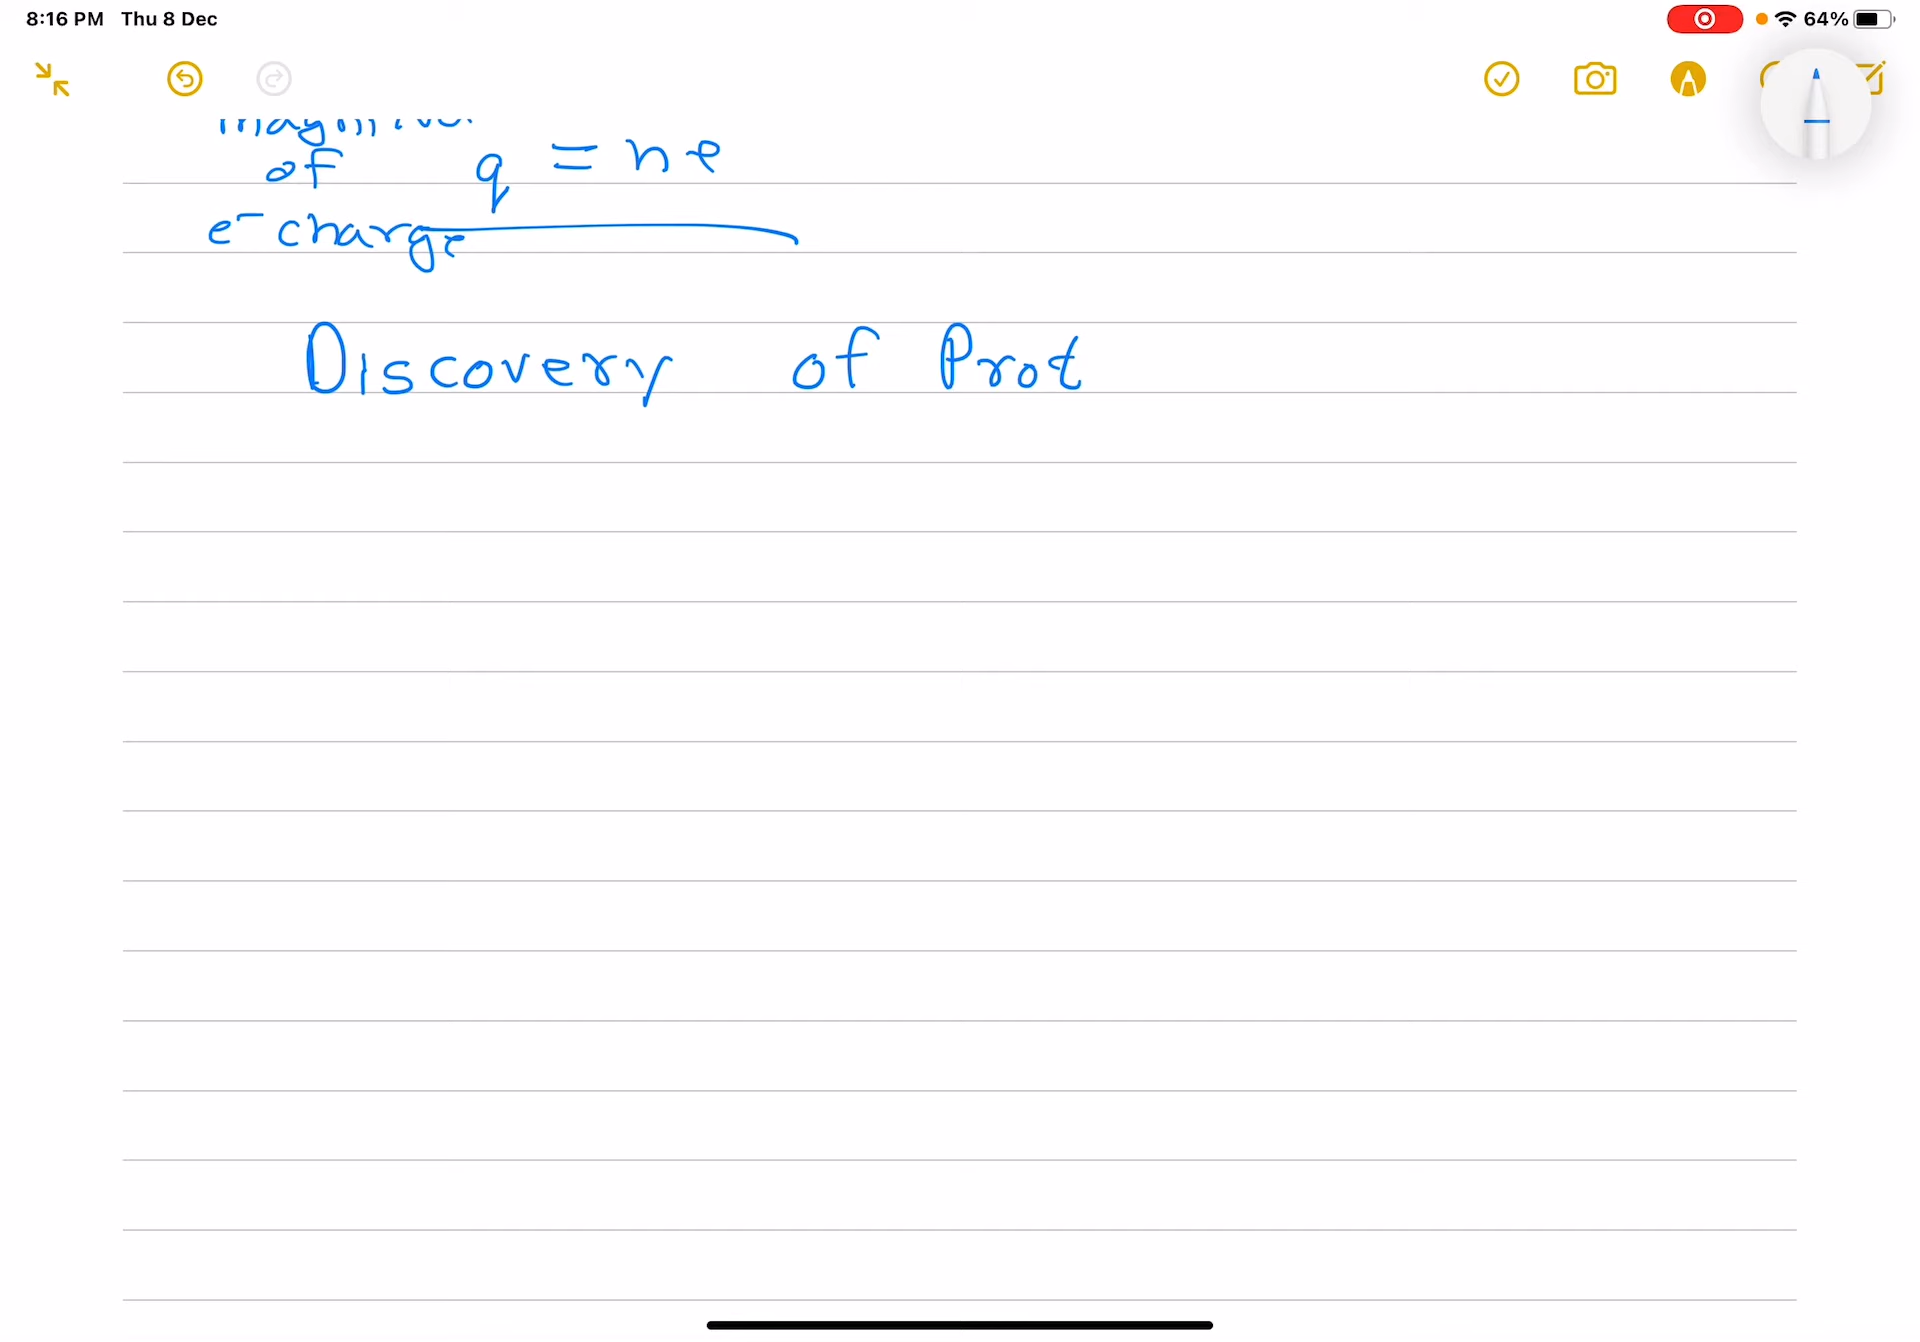 8:16 PM Thu 8 Dec 64%
of q = ne
e⁻ charge
Discovery of Prot